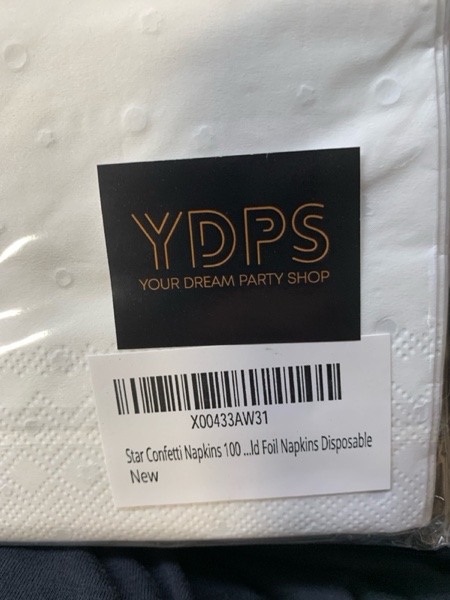 YDPS
YOUR DREAM PARTY SHOP
X00433AW31
Star Confetti Napkins 100 ...ld Foil Napkins Disposable
New